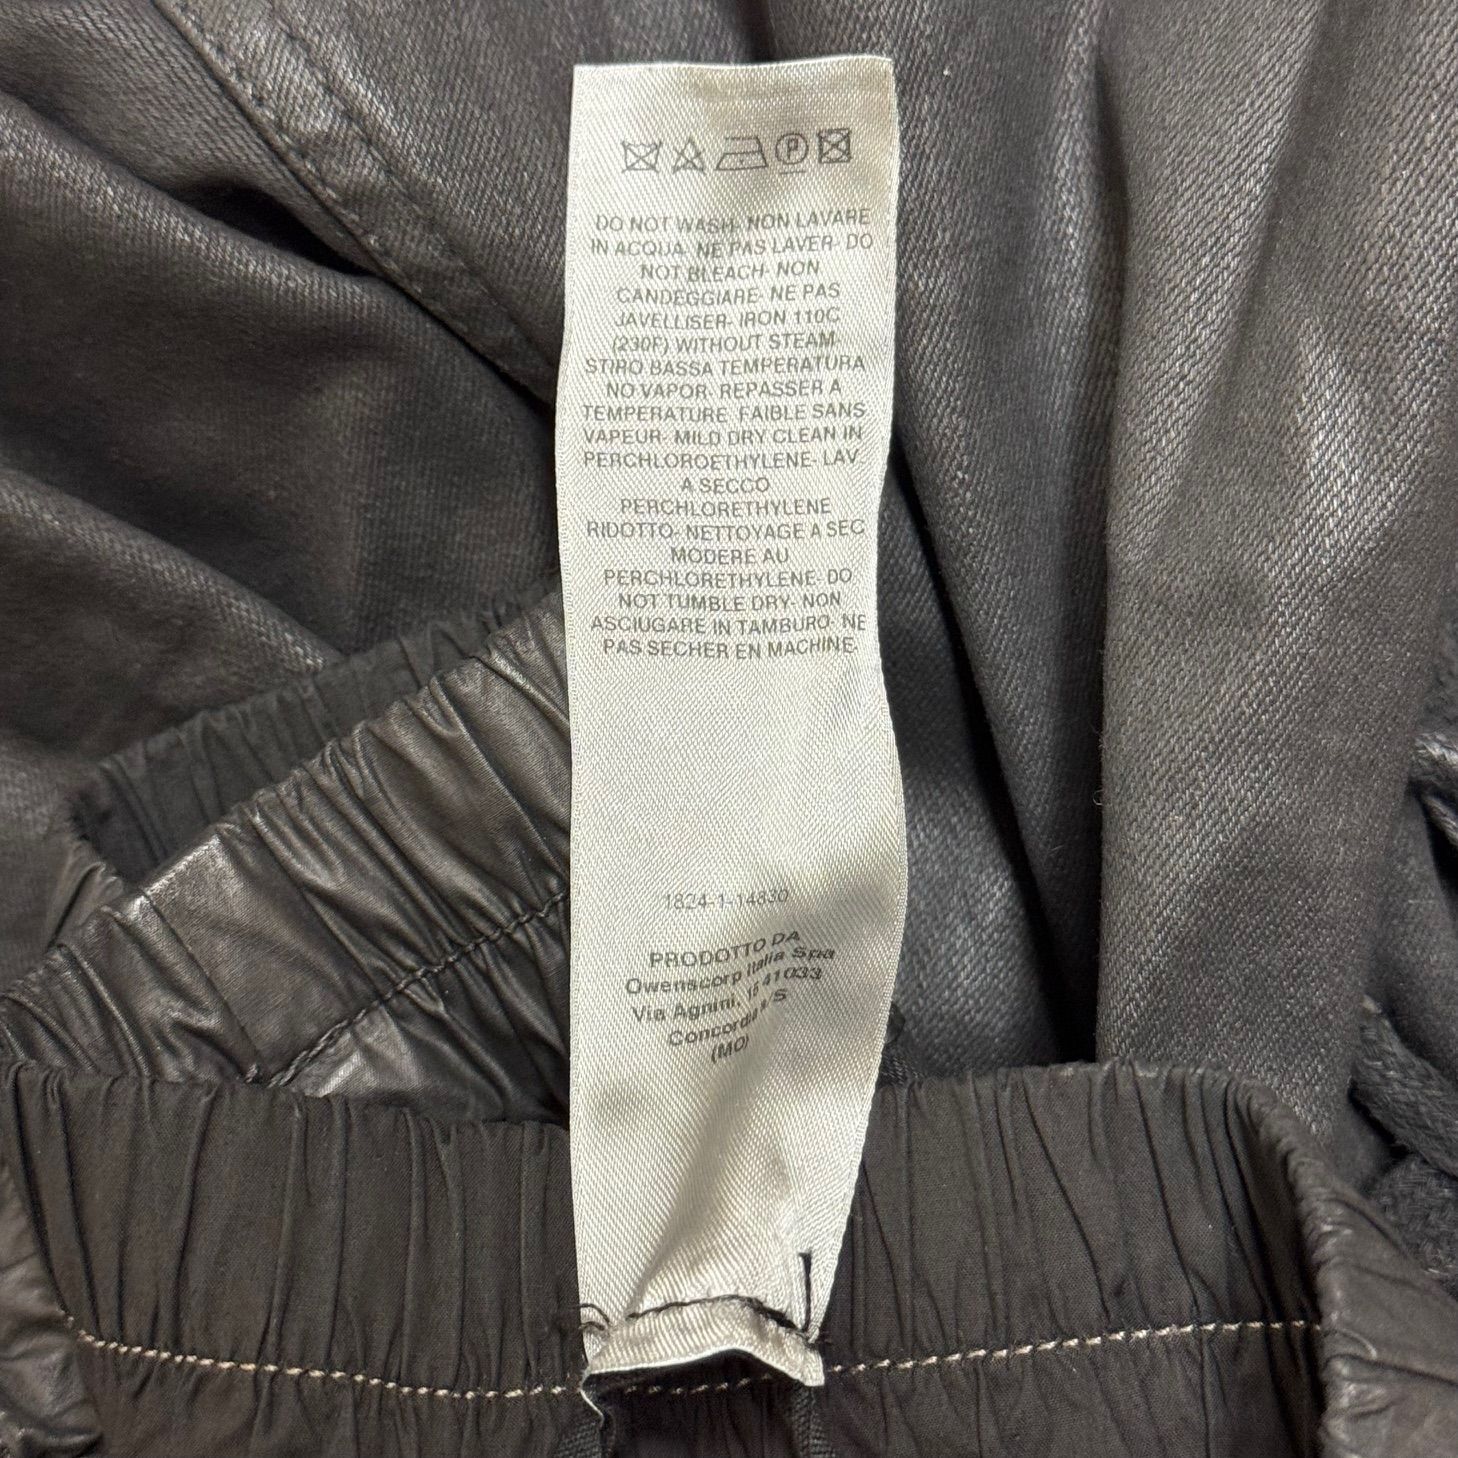 P
DO NOT WASH- NON LAVARE
IN ACQUA- NE PAS LAVER- DO
NOT BLEACH- NON
CANDEGGIARE- NE PAS
JAVELLISER- IRON 110C
(230F) WITHOUT STEAM-
STIRO BASSA TEMPERATURA
NO VAPOR- REPASSER A
TEMPERATURE FAIBLE SANS
VAPEUR- MILD DRY CLEAN IN
PERCHLOROETHYLENE- LAV
A SECCO
PERCHLORETHYLENE
RIDOTTO- NETTOYAGE A SEC
MODERE AU
PERCHLORETHYLENE- DO
NOT TUMBLE DRY- NON
ASCIUGARE IN TAMBURO- NE
PAS SECHER EN MACHINE-
1824-1-14830
PRODOTTO DA
Owenscorp Italia Spa
Via Agnini, 15 41033
Concordia s/S
(MO)